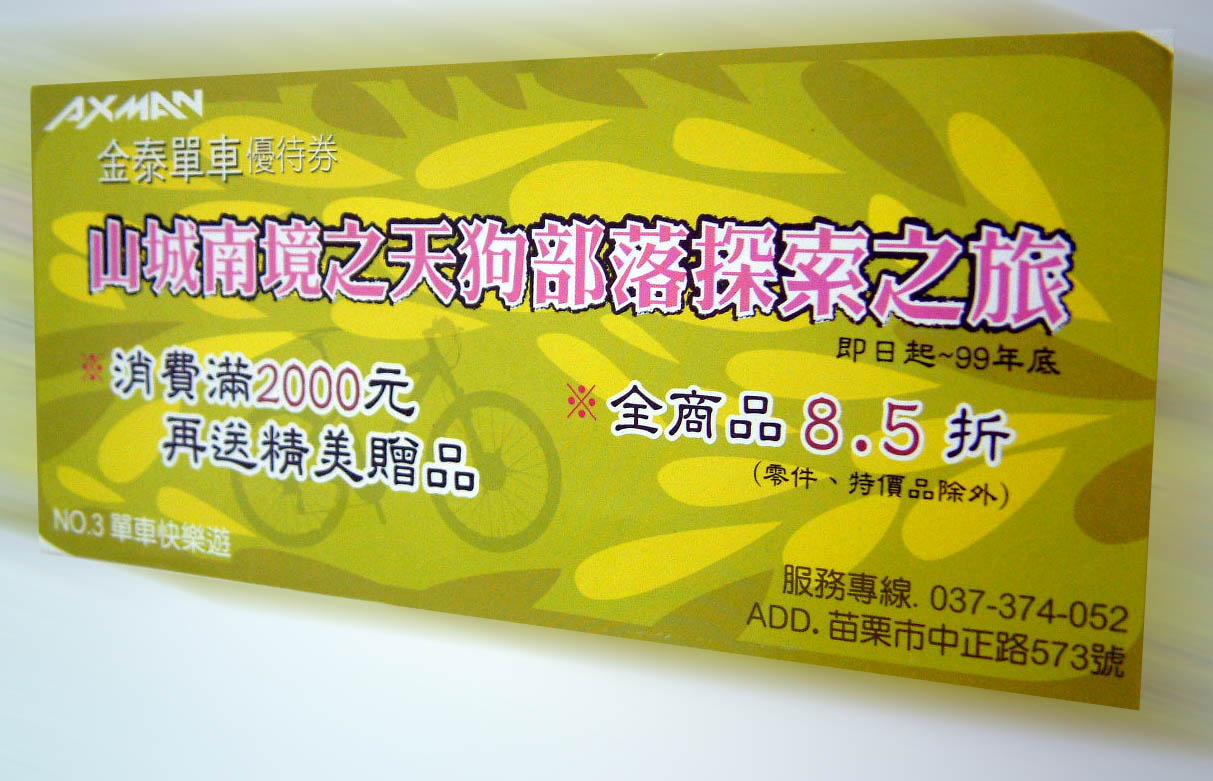 AXMAN
金泰單車優待券
山城南境之天狗部落探索之旅
即日起~99年底
※消費滿2000元
再送精美贈品
※全商品8.5折
(零件、特價品除外)
NO.3 單車快樂遊
服務專線. 037-374-052
ADD. 苗栗市中正路573號